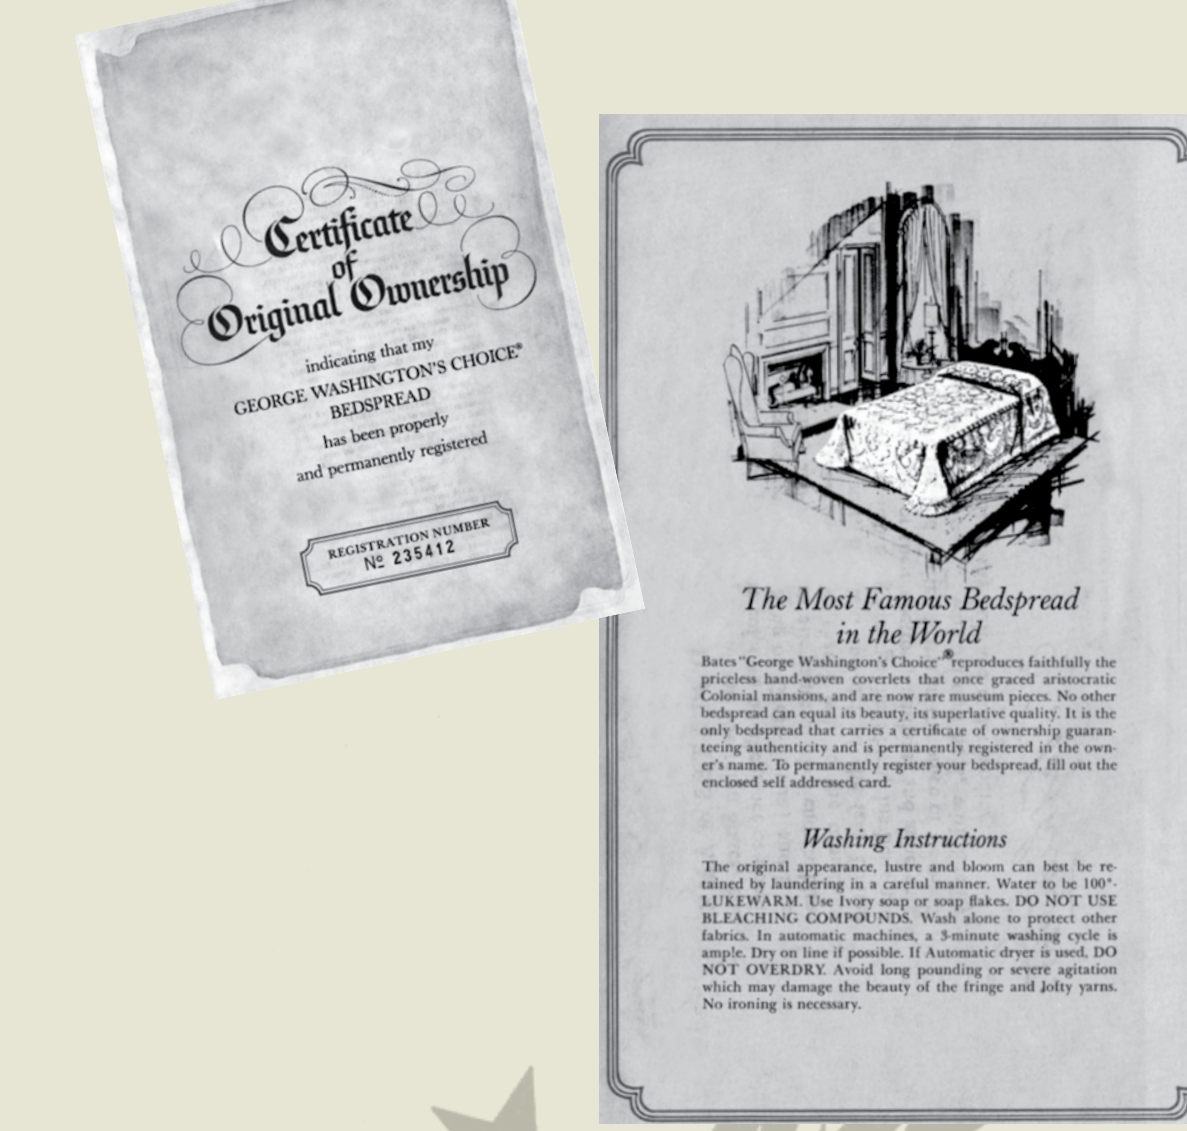 Certificate
of
Original Ownership
indicating that my
GEORGE WASHINGTON'S CHOICE®
BEDSPREAD
has been properly
and permanently registered
REGISTRATION NUMBER
Nº 235412
The Most Famous Bedspread
in the World
Bates "George Washington's Choice"® reproduces faithfully the
priceless hand-woven coverlets that once graced aristocratic
Colonial mansions, and are now rare museum pieces. No other
bedspread can equal its beauty, its superlative quality. It is the
only bedspread that carries a certificate of ownership guaran-
teeing authenticity and is permanently registered in the own-
er's name. To permanently register your bedspread, fill out the
enclosed self addressed card.
Washing Instructions
The original appearance, lustre and bloom can best be re-
tained by laundering in a careful manner. Water to be 100°-
LUKEWARM. Use Ivory soap or soap flakes. DO NOT USE
BLEACHING COMPOUNDS. Wash alone to protect other
fabrics. In automatic machines, a 3-minute washing cycle is
ample. Dry on line if possible. If Automatic dryer is used, DO
NOT OVERDRY. Avoid long pounding or severe agitation
which may damage the beauty of the fringe and lofty yarns.
No ironing is necessary.